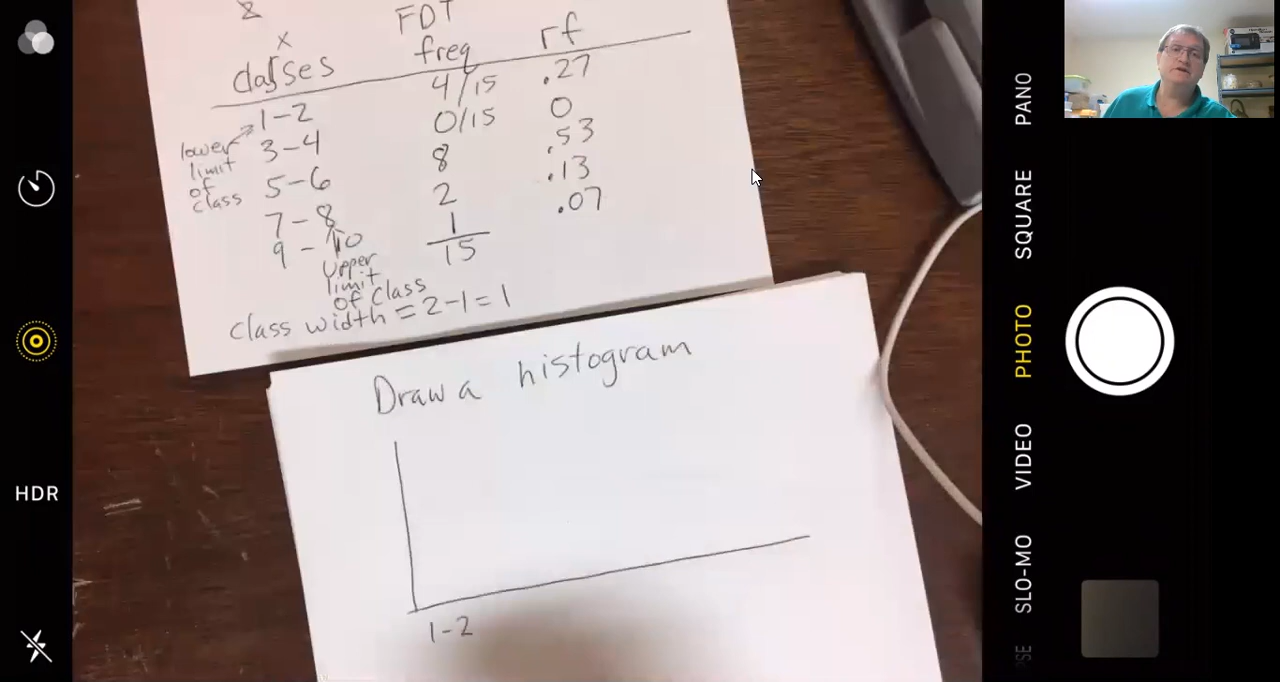 FDT
x
classes freq rf
1-2 4/15 .27
3-4 0/15 0
5-6 8 .53
7-8 2 .13
9-10 1 .07
15
lower
limit
of
class
upper
limit
of class
class width = 2-1=1
Draw a histogram
1-2
HDR
PANO
SQUARE
PHOTO
VIDEO
SLO-MO